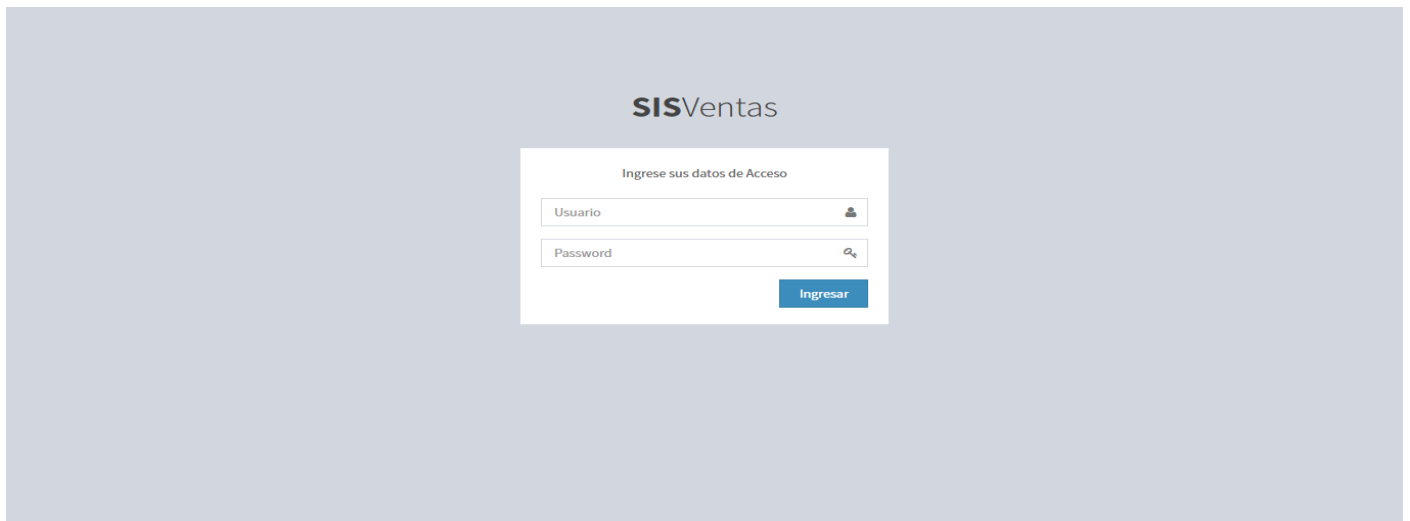 SISVentas
Ingrese sus datos de Acceso
Usuario
Password
Ingresar